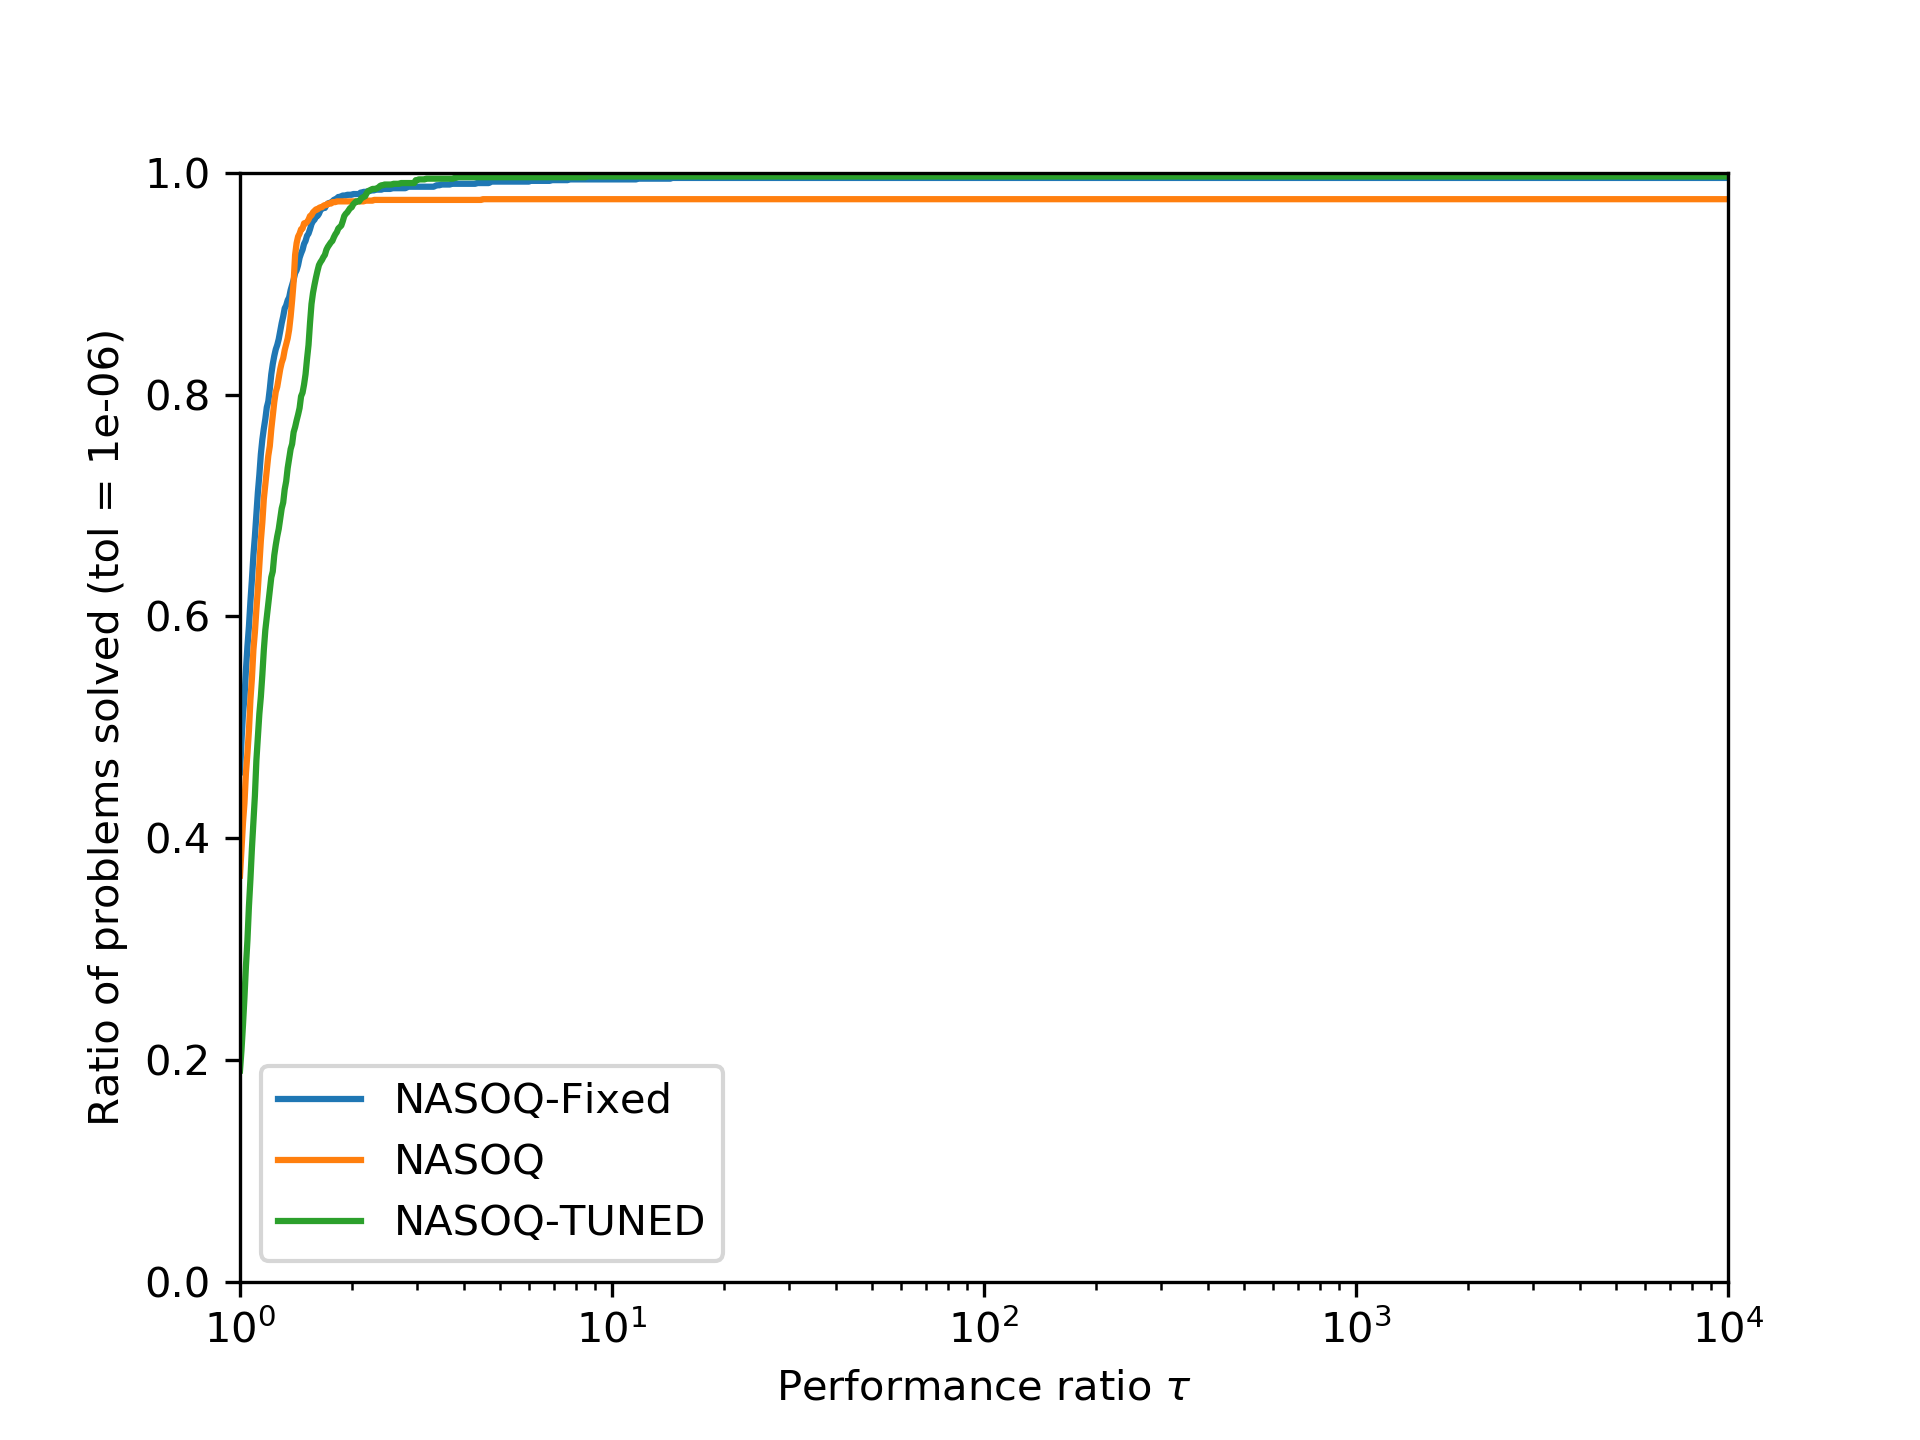 1.0
0.8
0.6
0.4
0.2
0.0
Ratio of problems solved (tol = 1e-06)
NASOQ-Fixed
NASOQ
NASOQ-TUNED
10⁰ 10¹ 10² 10³ 10⁴
Performance ratio τ